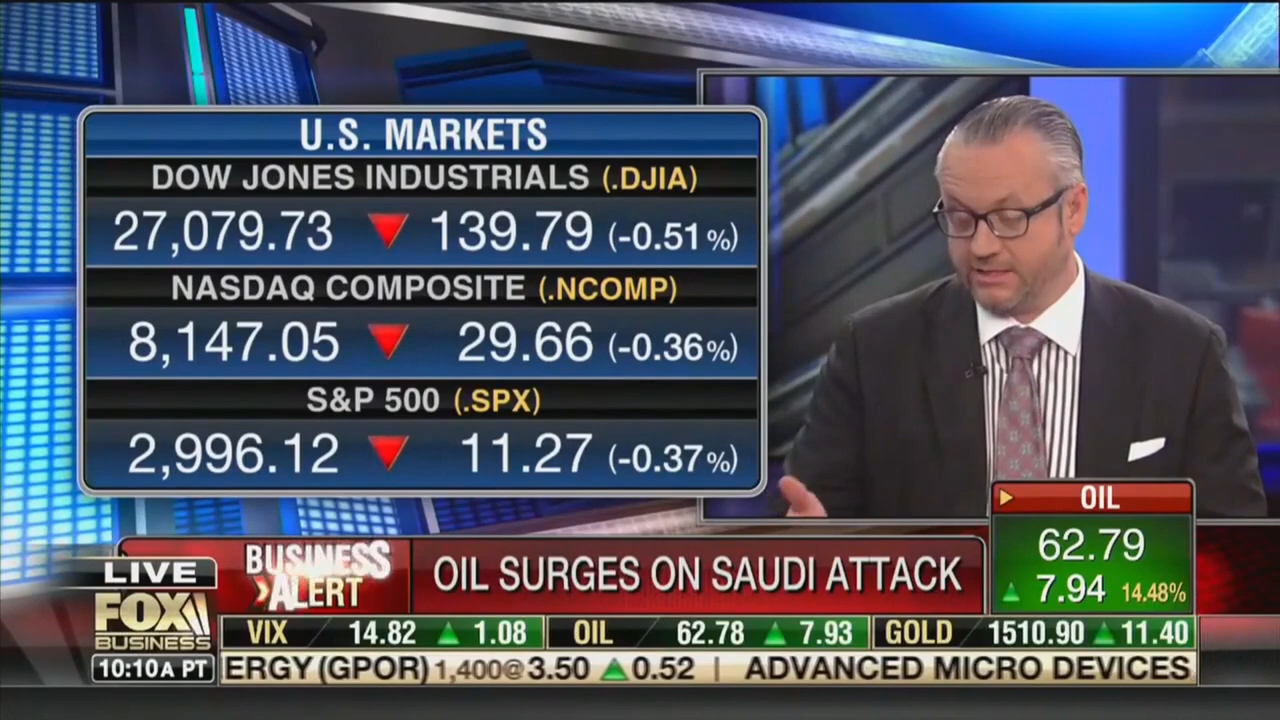 U.S. MARKETS
DOW JONES INDUSTRIALS (.DJIA)
27,079.73 ▼ 139.79 (-0.51%)
NASDAQ COMPOSITE (.NCOMP)
8,147.05 ▼ 29.66 (-0.36%)
S&P 500 (.SPX)
2,996.12 ▼ 11.27 (-0.37%)
OIL
62.79
▲ 7.94 14.48%
BUSINESS ALERT
OIL SURGES ON SAUDI ATTACK
LIVE
FOX BUSINESS
10:10A PT
VIX 14.82 ▲ 1.08 OIL 62.78 ▲ 7.93 GOLD 1510.90 ▲ 11.40
ERGY (GPOR) 1,400@3.50 ▲0.52 | ADVANCED MICRO DEVICES